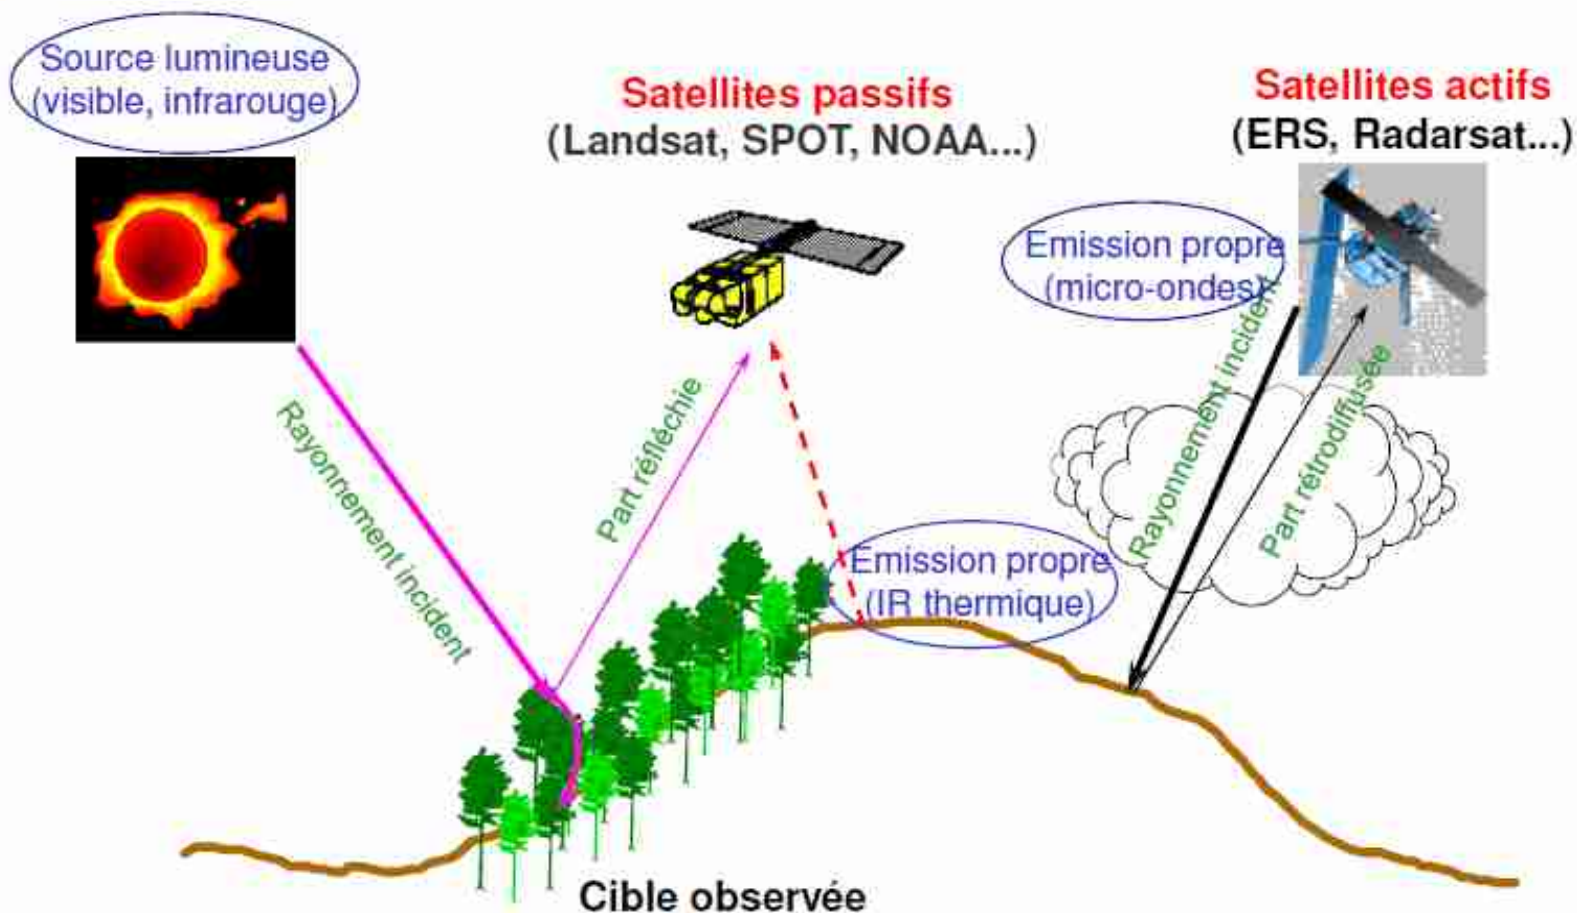 Source lumineuse
(visible, infrarouge)
Satellites passifs
(Landsat, SPOT, NOAA...)
Satellites actifs
(ERS, Radarsat...)
Emission propre
(micro-ondes)
Rayonnement incident
Part réfléchie
Rayonnement incident
Part rétrodiffusée
Emission propre
(IR thermique)
Cible observée